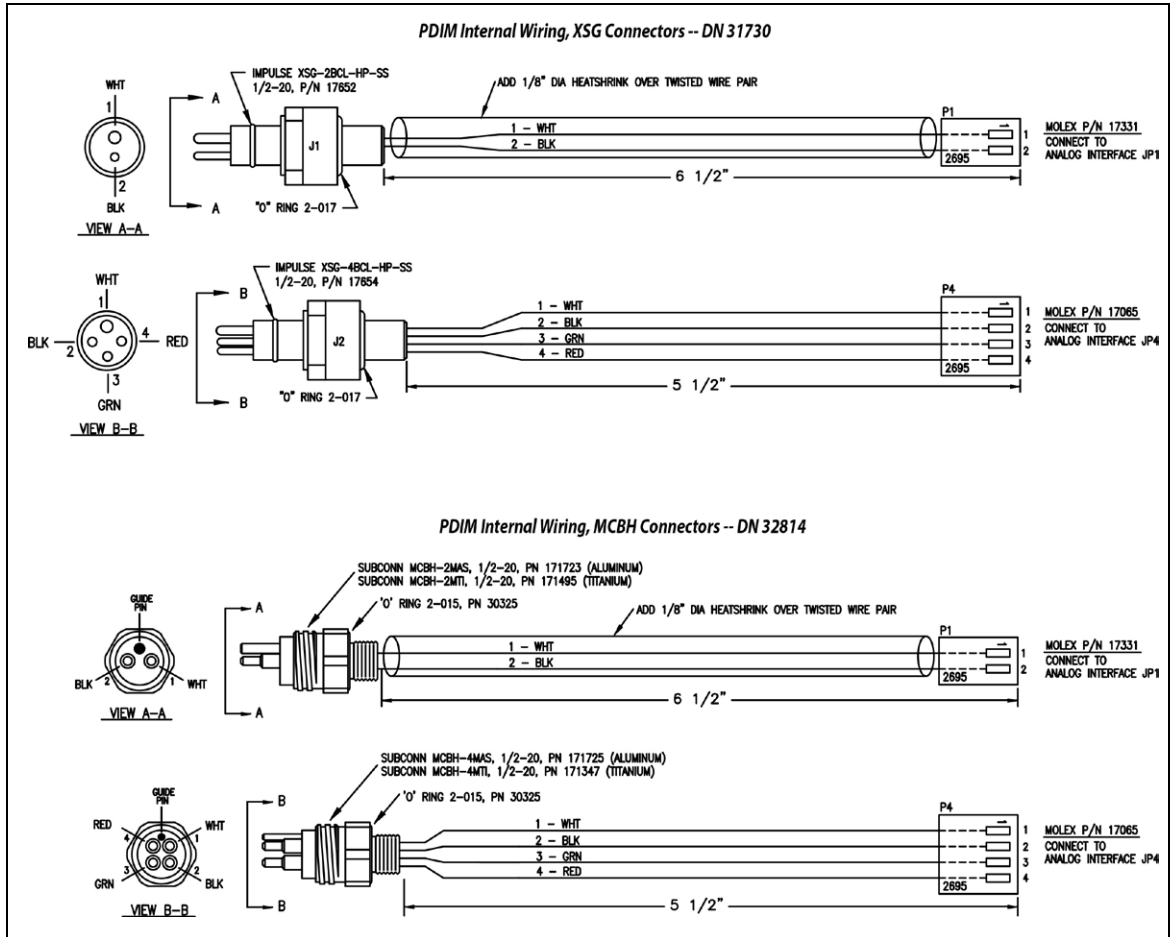 PDIM Internal Wiring, XSG Connectors -- DN 31730
IMPULSE XSG-2BCL-HP-SS
1/2-20, P/N 17652
ADD 1/8" DIA HEATSHRINK OVER TWISTED WIRE PAIR
WHT
1
2
BLK
VIEW A-A
A
A
J1
"O" RING 2-017
1 - WHT
2 - BLK
6 1/2"
P1
1
2
2695
MOLEX P/N 17331
CONNECT TO
ANALOG INTERFACE JP1
IMPULSE XSG-4BCL-HP-SS
1/2-20, P/N 17654
WHT
1
BLK
2
4
RED
3
GRN
VIEW B-B
B
B
J2
"O" RING 2-017
1 - WHT
2 - BLK
3 - GRN
4 - RED
5 1/2"
P4
1
2
3
4
2695
MOLEX P/N 17065
CONNECT TO
ANALOG INTERFACE JP4
PDIM Internal Wiring, MCBH Connectors -- DN 32814
SUBCONN MCBH-2MAS, 1/2-20, PN 171723 (ALUMINUM)
SUBCONN MCBH-2MTI, 1/2-20, PN 171495 (TITANIUM)
'O' RING 2-015, PN 30325
ADD 1/8" DIA HEATSHRINK OVER TWISTED WIRE PAIR
GUIDE
PIN
BLK
2
1
WHT
VIEW A-A
A
A
1 - WHT
2 - BLK
6 1/2"
P1
1
2
2695
MOLEX P/N 17331
CONNECT TO
ANALOG INTERFACE JP1
SUBCONN MCBH-4MAS, 1/2-20, PN 171725 (ALUMINUM)
SUBCONN MCBH-4MTI, 1/2-20, PN 171347 (TITANIUM)
'O' RING 2-015, PN 30325
GUIDE
PIN
RED
4
1
WHT
GRN
3
2
BLK
VIEW B-B
B
B
1 - WHT
2 - BLK
3 - GRN
4 - RED
5 1/2"
P4
1
2
3
4
2695
MOLEX P/N 17065
CONNECT TO
ANALOG INTERFACE JP4